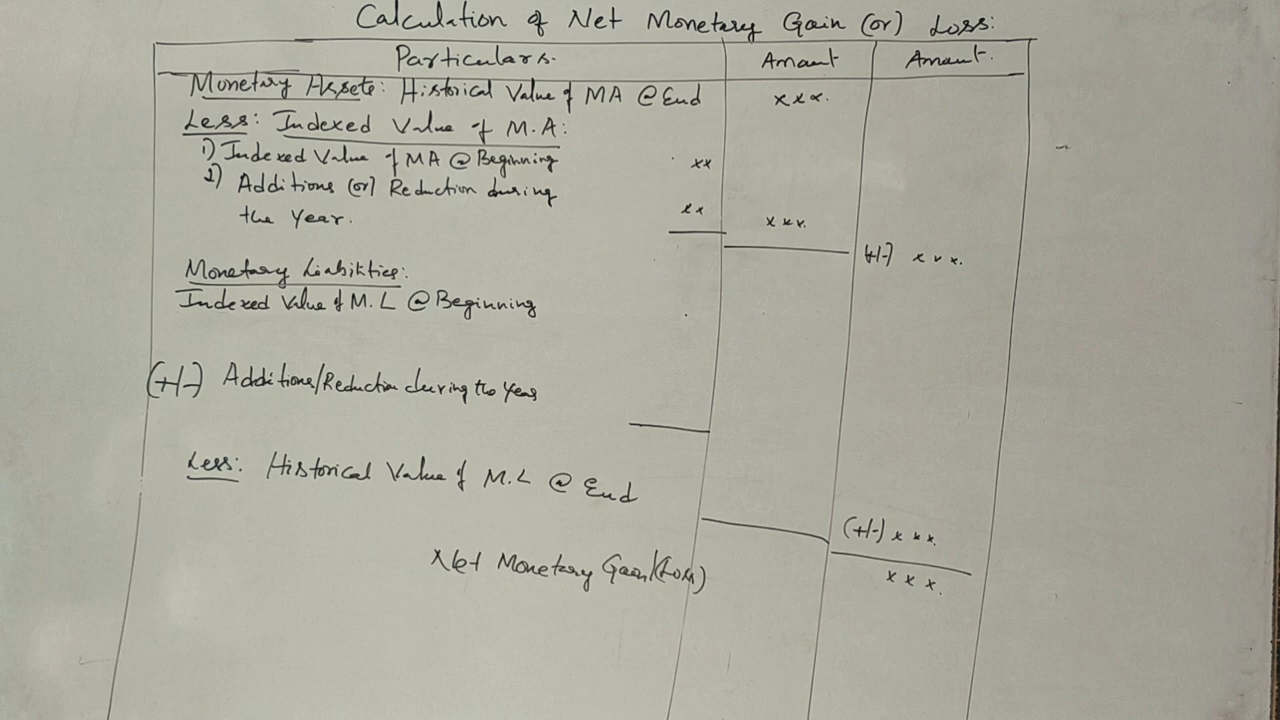 Calculation of Net Monetary Gain (or) Loss:
Particulars. Amount Amount.
Monetary Assets: Historical Value of MA @ End xxx.
Less: Indexed Value of M.A:
1) Indexed Value of MA @ Beginning xx
2) Additions (or) Reduction during
the Year. xx xxx.
(+/-) xxx.
Monetary Liabilities:
Indexed Value of M.L @ Beginning
(+/-) Additions/Reduction during the Year
Less: Historical Value of M.L @ End
(+/-) xxx.
Net Monetary Gain/(Loss) xxx.